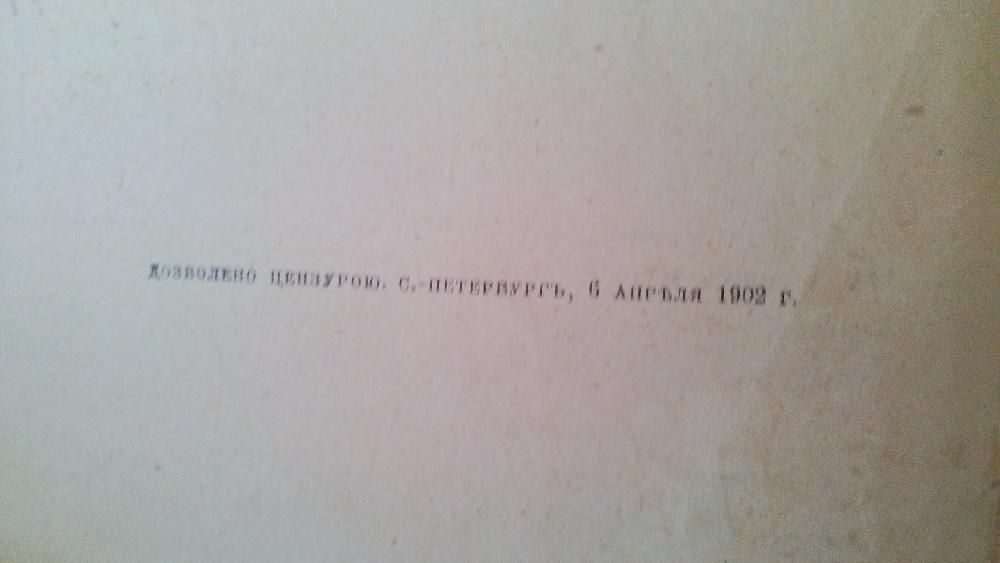 Дозволено цензурою. С.-Петербургъ, 6 Апрѣля 1902 г.